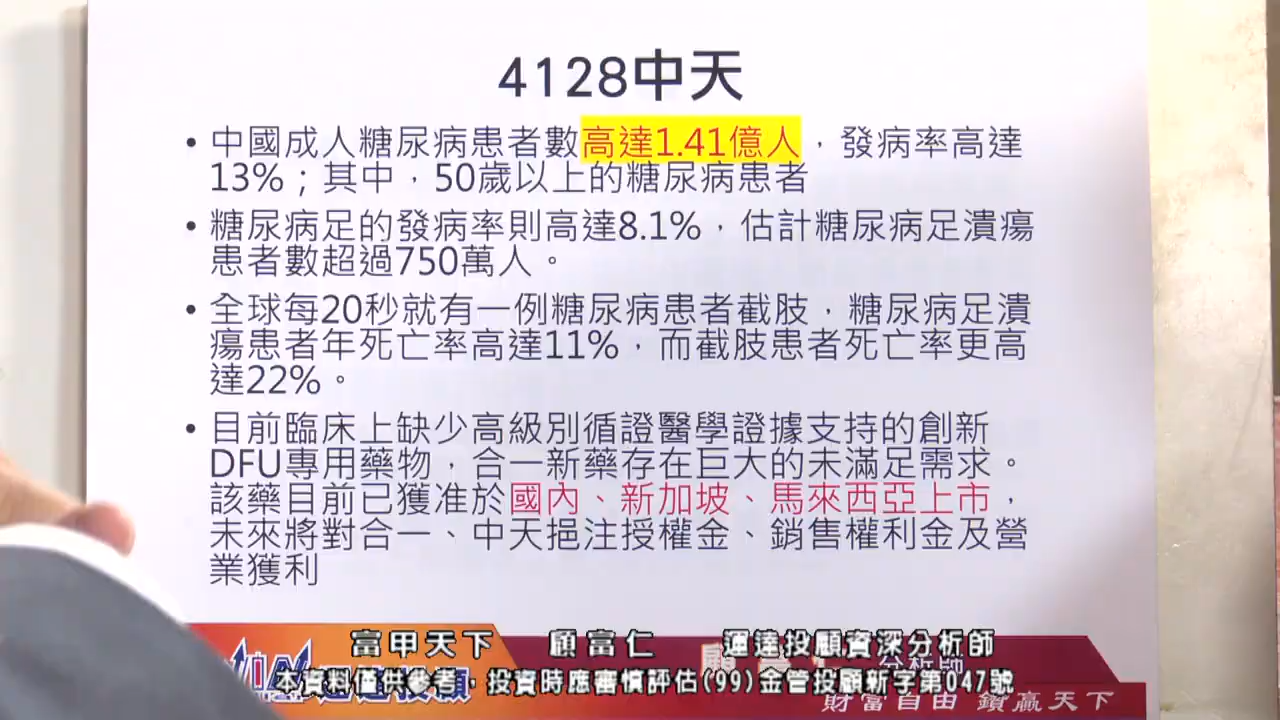 4128中天
• 中國成人糖尿病患者數高達1.41億人，發病率高達
13%；其中，50歲以上的糖尿病患者
• 糖尿病足的發病率則高達8.1%，估計糖尿病足潰瘍
患者數超過750萬人。
• 全球每20秒就有一例糖尿病患者截肢，糖尿病足潰
瘍患者年死亡率高達11%，而截肢患者死亡率更高
達22%。
• 目前臨床上缺少高級別循證醫學證據支持的創新
DFU專用藥物，合一新藥存在巨大的未滿足需求。
該藥目前已獲准於國內、新加坡、馬來西亞上市，
未來將對合一、中天挹注授權金、銷售權利金及營
業獲利
富甲天下 顧富仁 運達投顧資深分析師
分析師
本資料僅供參考，投資時應審慎評估(99)金管投顧新字第047號
財富自由 鑽贏天下